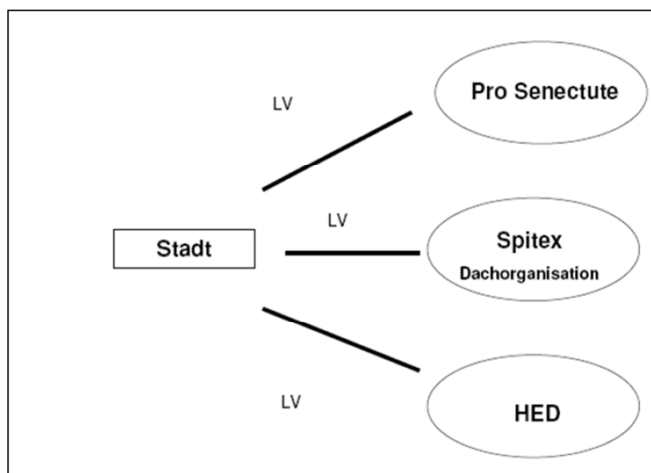 LV
Pro Senectute
LV
Stadt
Spitex
Dachorganisation
LV
HED